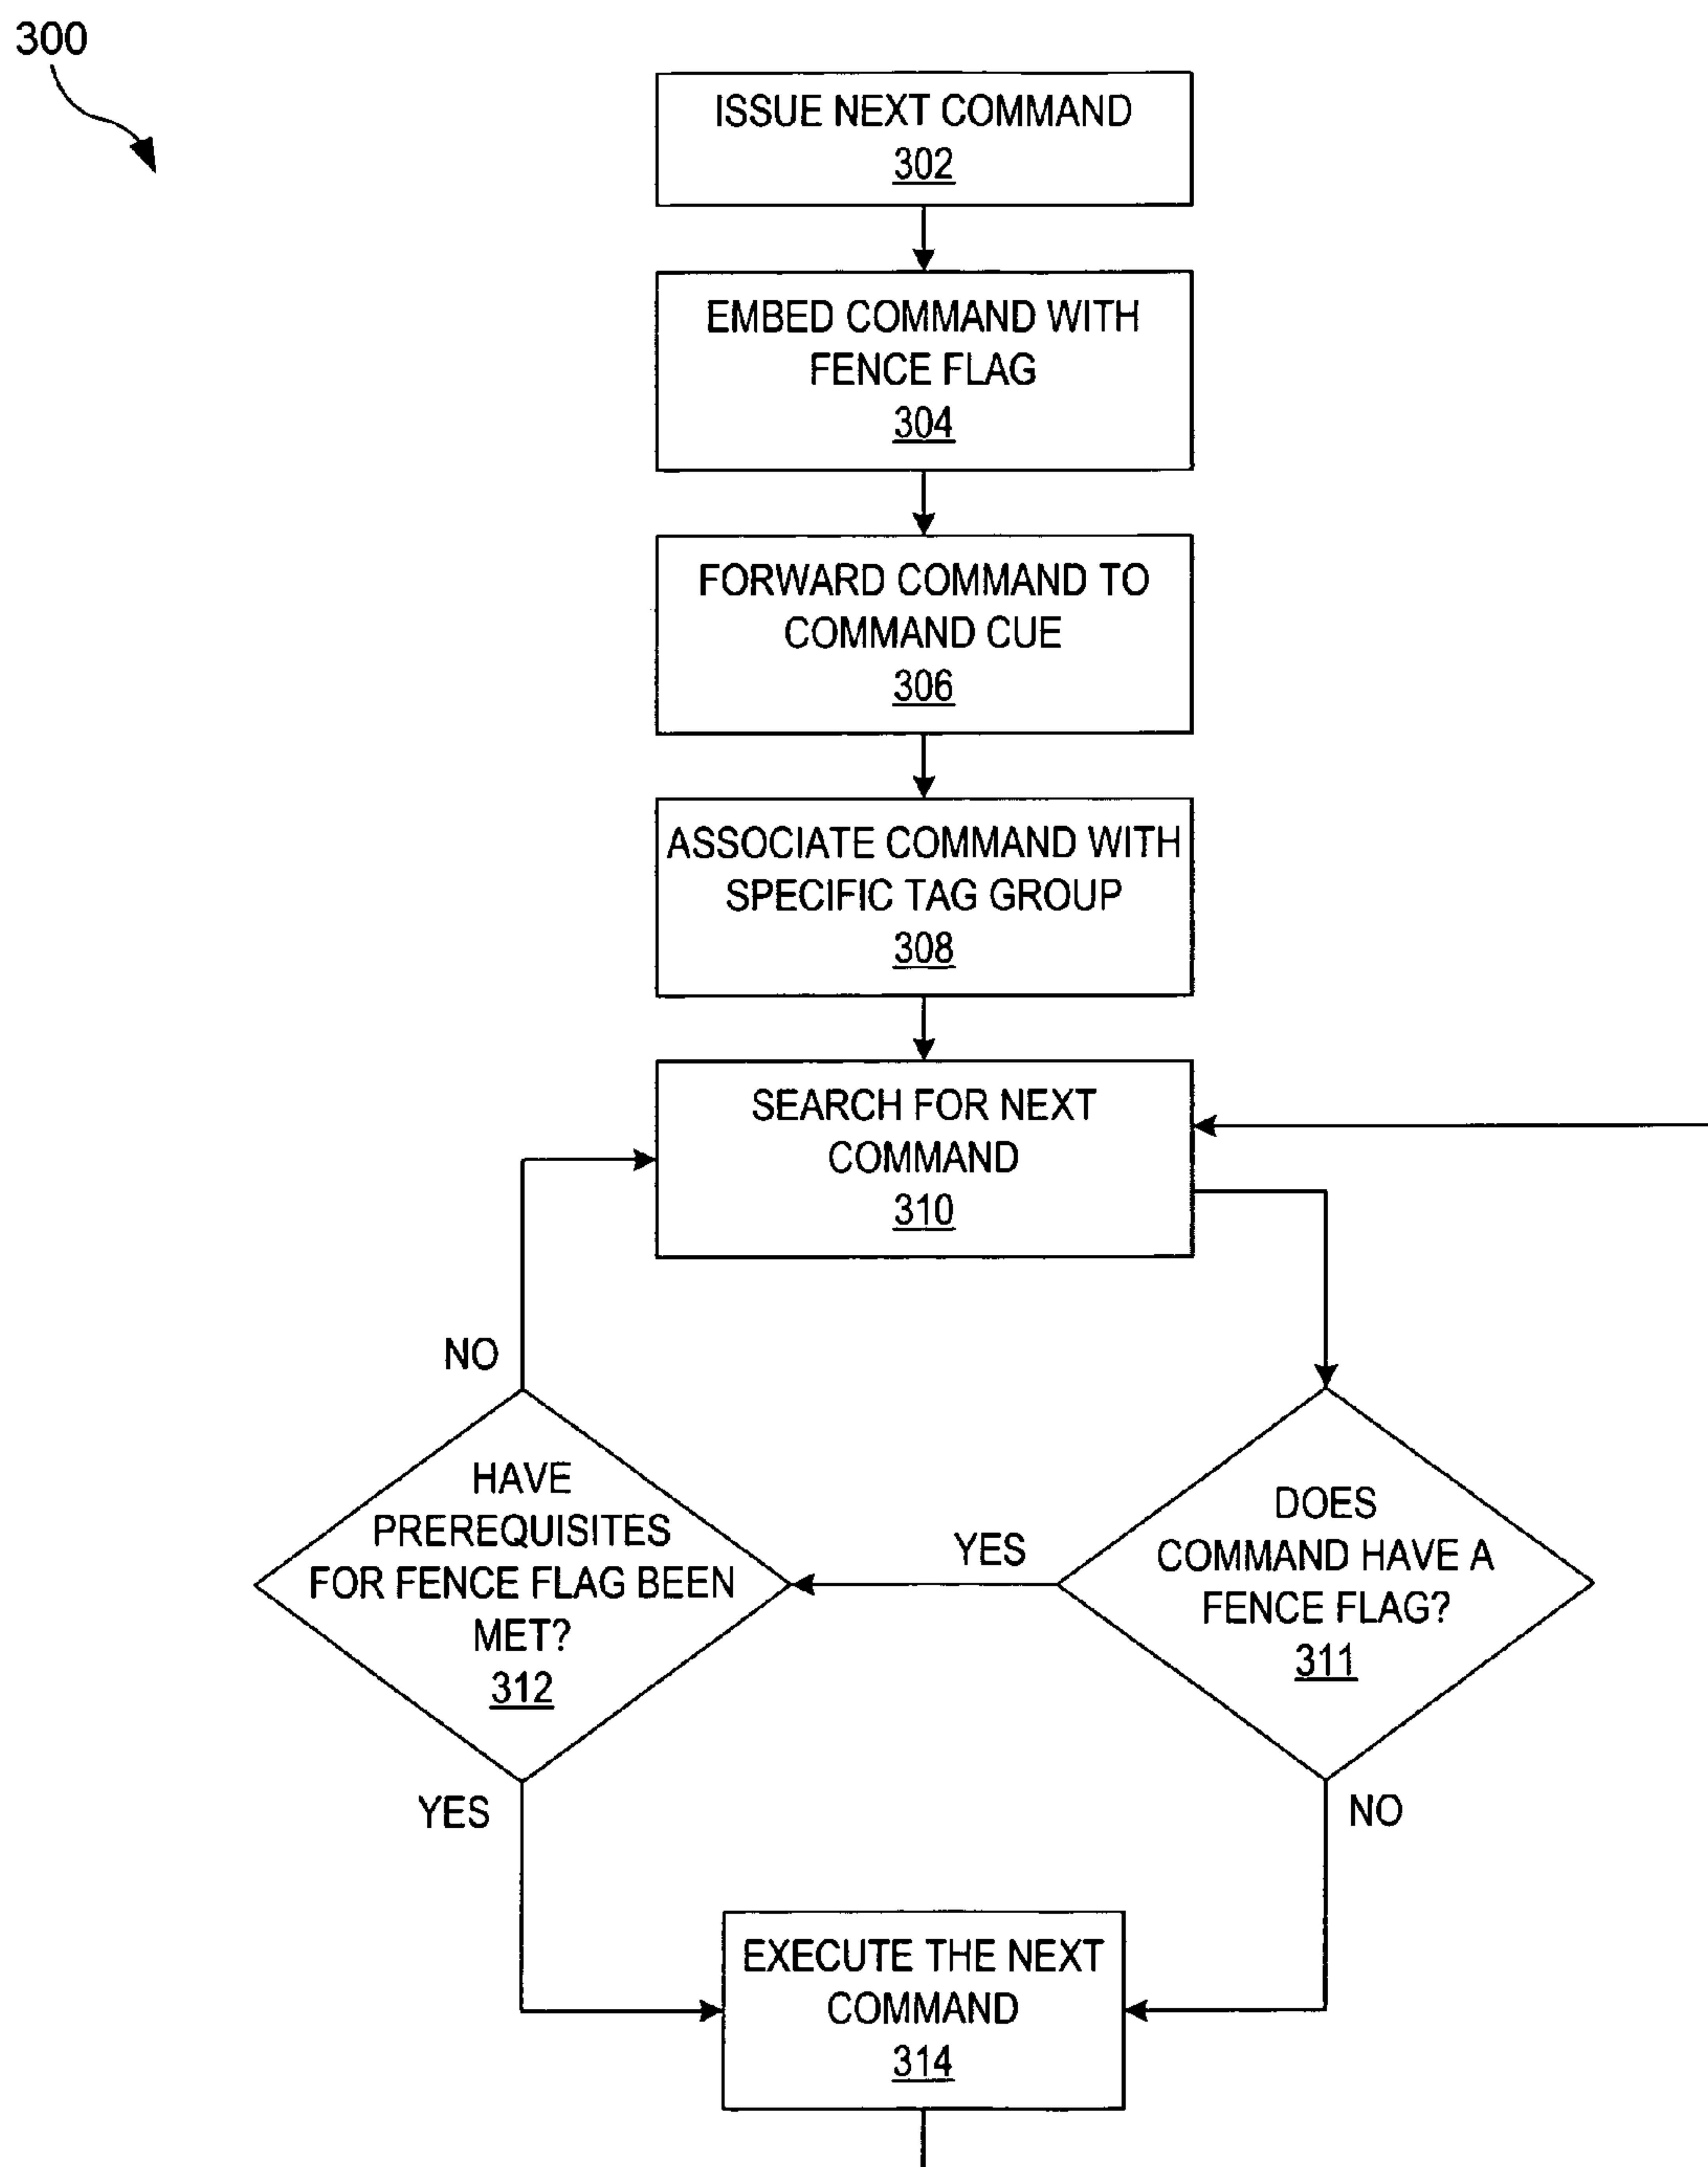 300
ISSUE NEXT COMMAND
302
EMBED COMMAND WITH
FENCE FLAG
304
FORWARD COMMAND TO
COMMAND CUE
306
ASSOCIATE COMMAND WITH
SPECIFIC TAG GROUP
308
SEARCH FOR NEXT
COMMAND
310
NO
HAVE
PREREQUISITES
FOR FENCE FLAG BEEN
MET?
312
YES
YES
DOES
COMMAND HAVE A
FENCE FLAG?
311
NO
EXECUTE THE NEXT
COMMAND
314